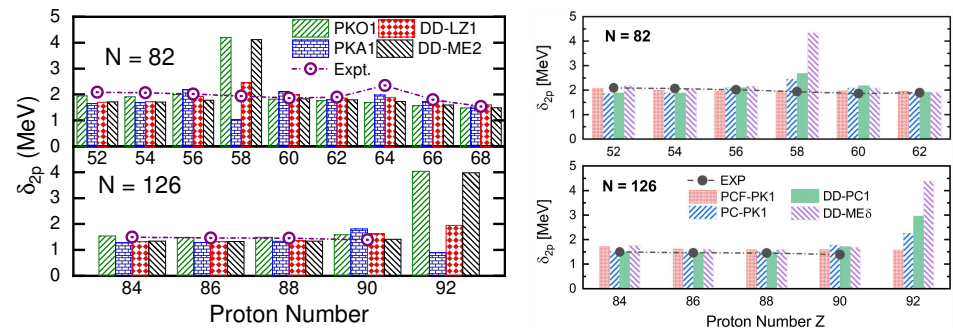 δ2p (MeV)
5
4
3
2
1
0
N = 82
PKO1
DD-LZ1
PKA1
DD-ME2
Expt.
52 54 56 58 60 62 64 66 68
5
4
3
2
1
0
N = 126
84 86 88 90 92
Proton Number
δ2p [MeV]
5
4
3
2
1
0
N = 82
52 54 56 58 60 62
δ2p [MeV]
5
4
3
2
1
0
N = 126
EXP
PCF-PK1
DD-PC1
PC-PK1
DD-MEδ
84 86 88 90 92
Proton Number Z